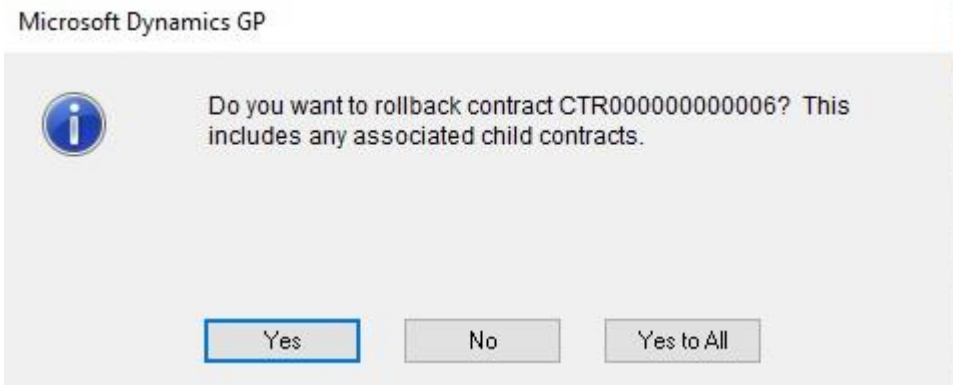 Microsoft Dynamics GP
Do you want to rollback contract CTR000000000006?  This
includes any associated child contracts.
Yes
No
Yes to All